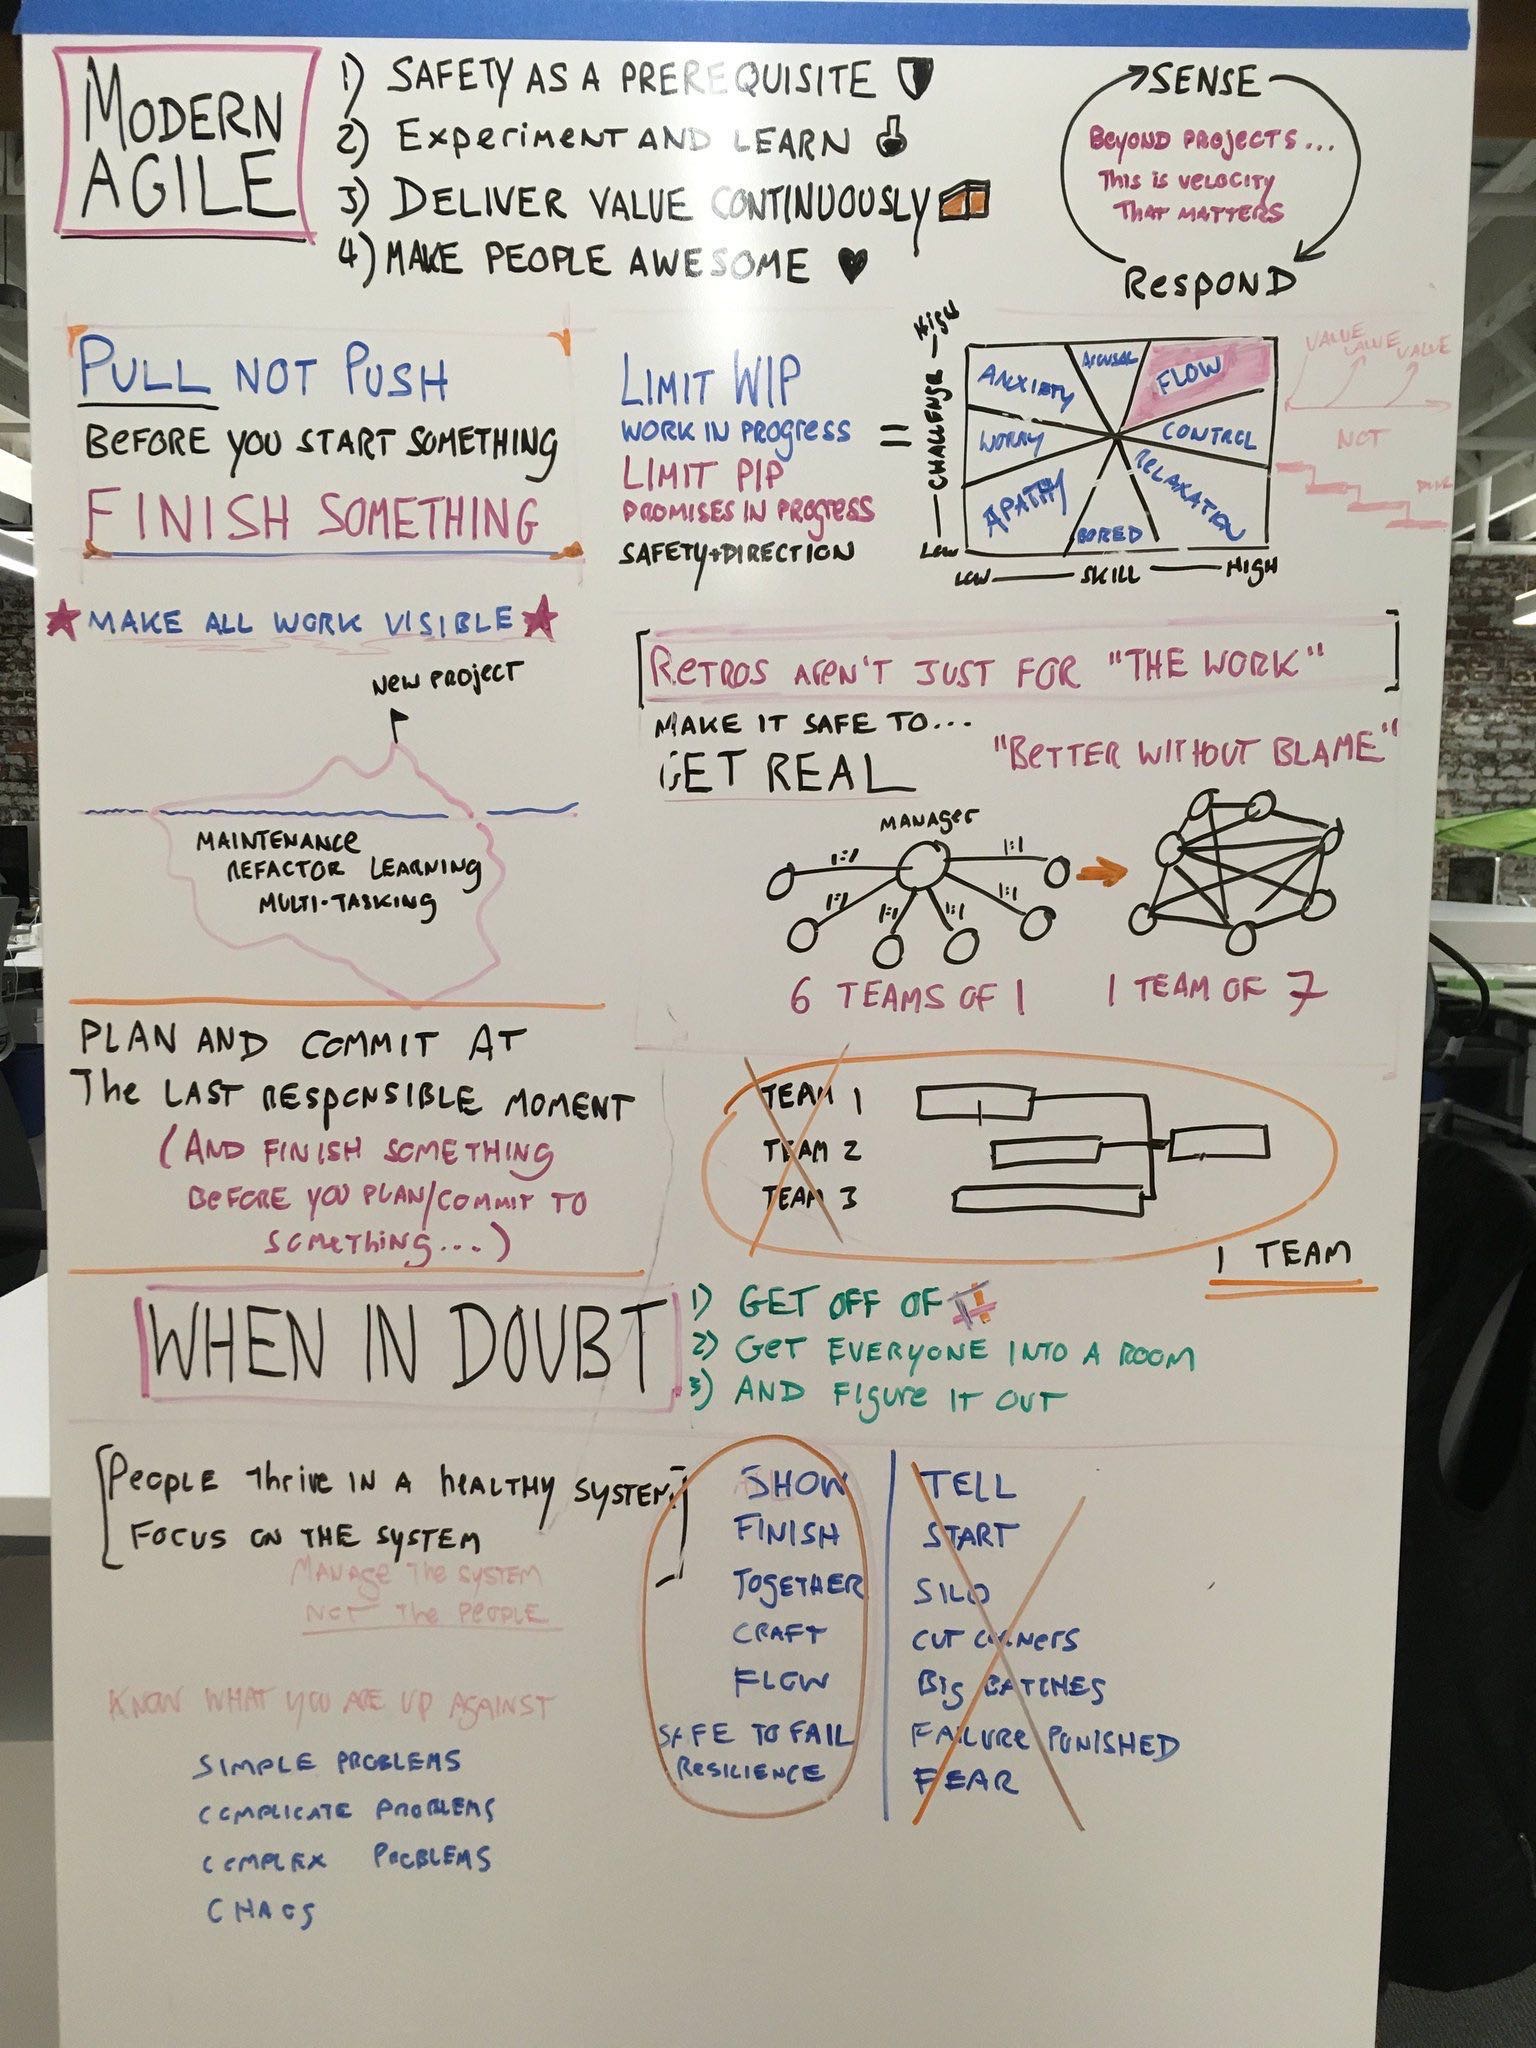 MODERN
AGILE
1) SAFETY AS A PREREQUISITE
2) Experiment AND LEARN
3) DELIVER VALUE CONTINUOUSLY
4) MAKE PEOPLE AWESOME
SENSE
BEYOND PROJECTS...
This is VELOCITY
THAT MATTERS
RESPOND
PULL NOT PUSH
BEFORE YOU START SOMETHING
FINISH SOMETHING
LIMIT WIP
WORK IN PROGRESS
LIMIT PIP
PROMISES IN PROGRESS
SAFETY+DIRECTION
=
HIGH
CHALLENGE
LOW
ANXIETY
AROUSAL
FLOW
WORRY
CONTROL
APATHY
BORED
RELAXATION
LOW SKILL HIGH
VALUE
VALUE
VALUE
NOT
MAKE ALL WORK VISIBLE
NEW PROJECT
MAINTENANCE
REFACTOR LEARNING
MULTI-TASKING
RETROS AREN'T JUST FOR "THE WORK"
MAKE IT SAFE TO...
GET REAL
"BETTER WITHOUT BLAME"
MANAGER
1:1
1:1
1:1
1:1
1:1
1:1
6 TEAMS OF 1
1 TEAM OF 7
PLAN AND COMMIT AT
The LAST RESPONSIBLE MOMENT
(AND FINISH SOMETHING
BEFORE YOU PLAN/COMMIT TO
SOMETHING...)
TEAM 1
TEAM 2
TEAM 3
1 TEAM
WHEN IN DOUBT
1) GET OFF OF
2) GET EVERYONE INTO A ROOM
3) AND FIGURE IT OUT
[PEOPLE THRIVE IN A HEALTHY SYSTEM]
FOCUS ON THE SYSTEM
MANAGE THE SYSTEM
NOT THE PEOPLE
SHOW
FINISH
TOGETHER
CRAFT
FLOW
SAFE TO FAIL
RESILIENCE
TELL
START
SILO
CUT CORNERS
BIG BATCHES
FAILURE PUNISHED
FEAR
KNOW WHAT YOU ARE UP AGAINST
SIMPLE PROBLEMS
COMPLICATE PROBLEMS
COMPLEX PROBLEMS
CHAOS